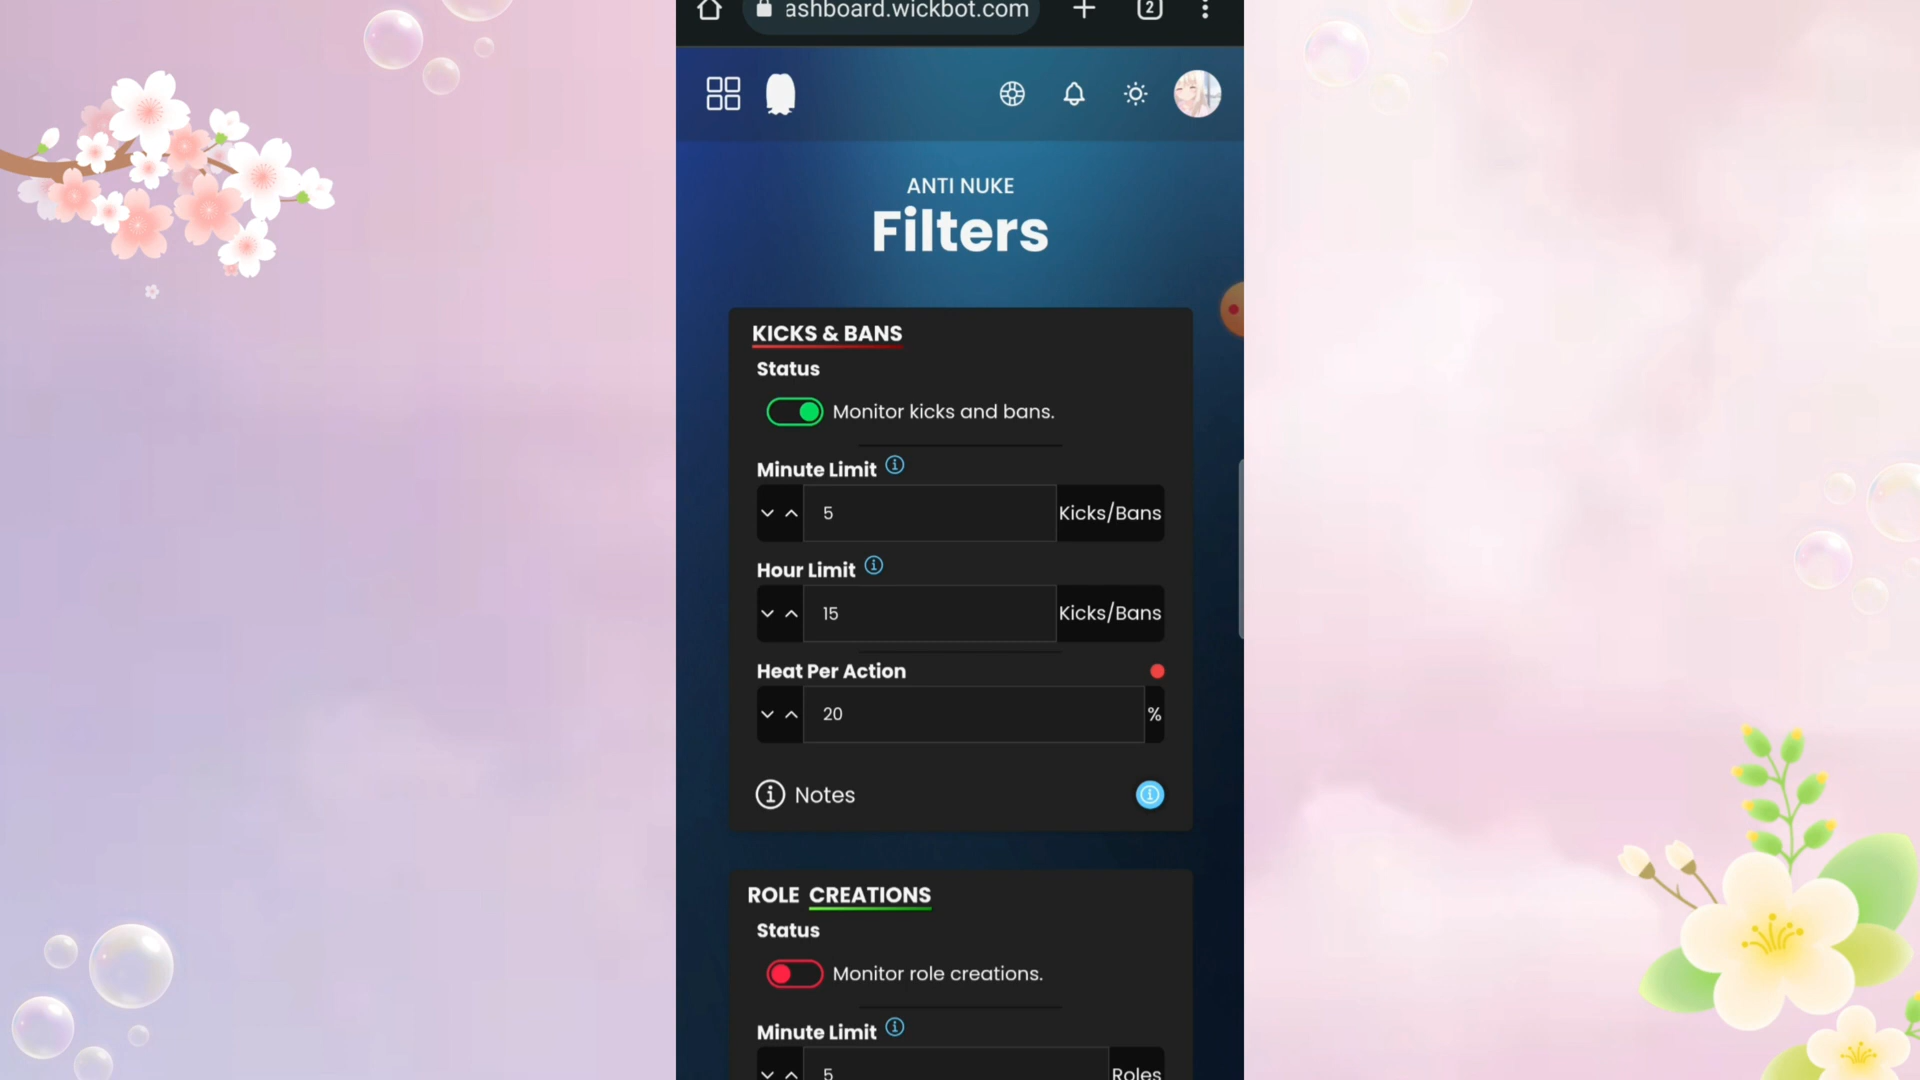 ashboard.wickbot.com
2
ANTI NUKE
Filters
KICKS & BANS
Status
Monitor kicks and bans.
Minute Limit
5 Kicks/Bans
Hour Limit
15 Kicks/Bans
Heat Per Action
20 %
Notes
ROLE CREATIONS
Status
Monitor role creations.
Minute Limit
5 Roles